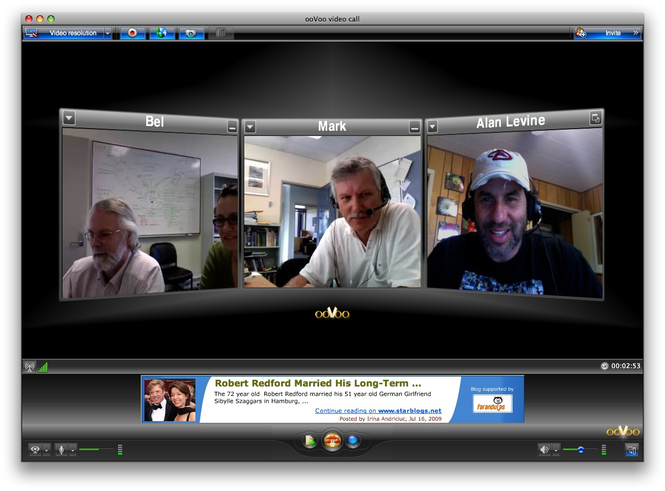 ooVoo video call
Video resolution
Invite
Bel
Mark
Alan Levine
ooVoo
00:02:53
Robert Redford Married His Long-Term ...
The 72 year old Robert Redford married his 51 year old German Girlfriend
Sibylle Szaggars in Hamburg, ...
Continue reading on www.starblogs.net
Posted by Irina Andriciuc, Jul 16, 2009
Blog supported by
farandulas
ooVoo